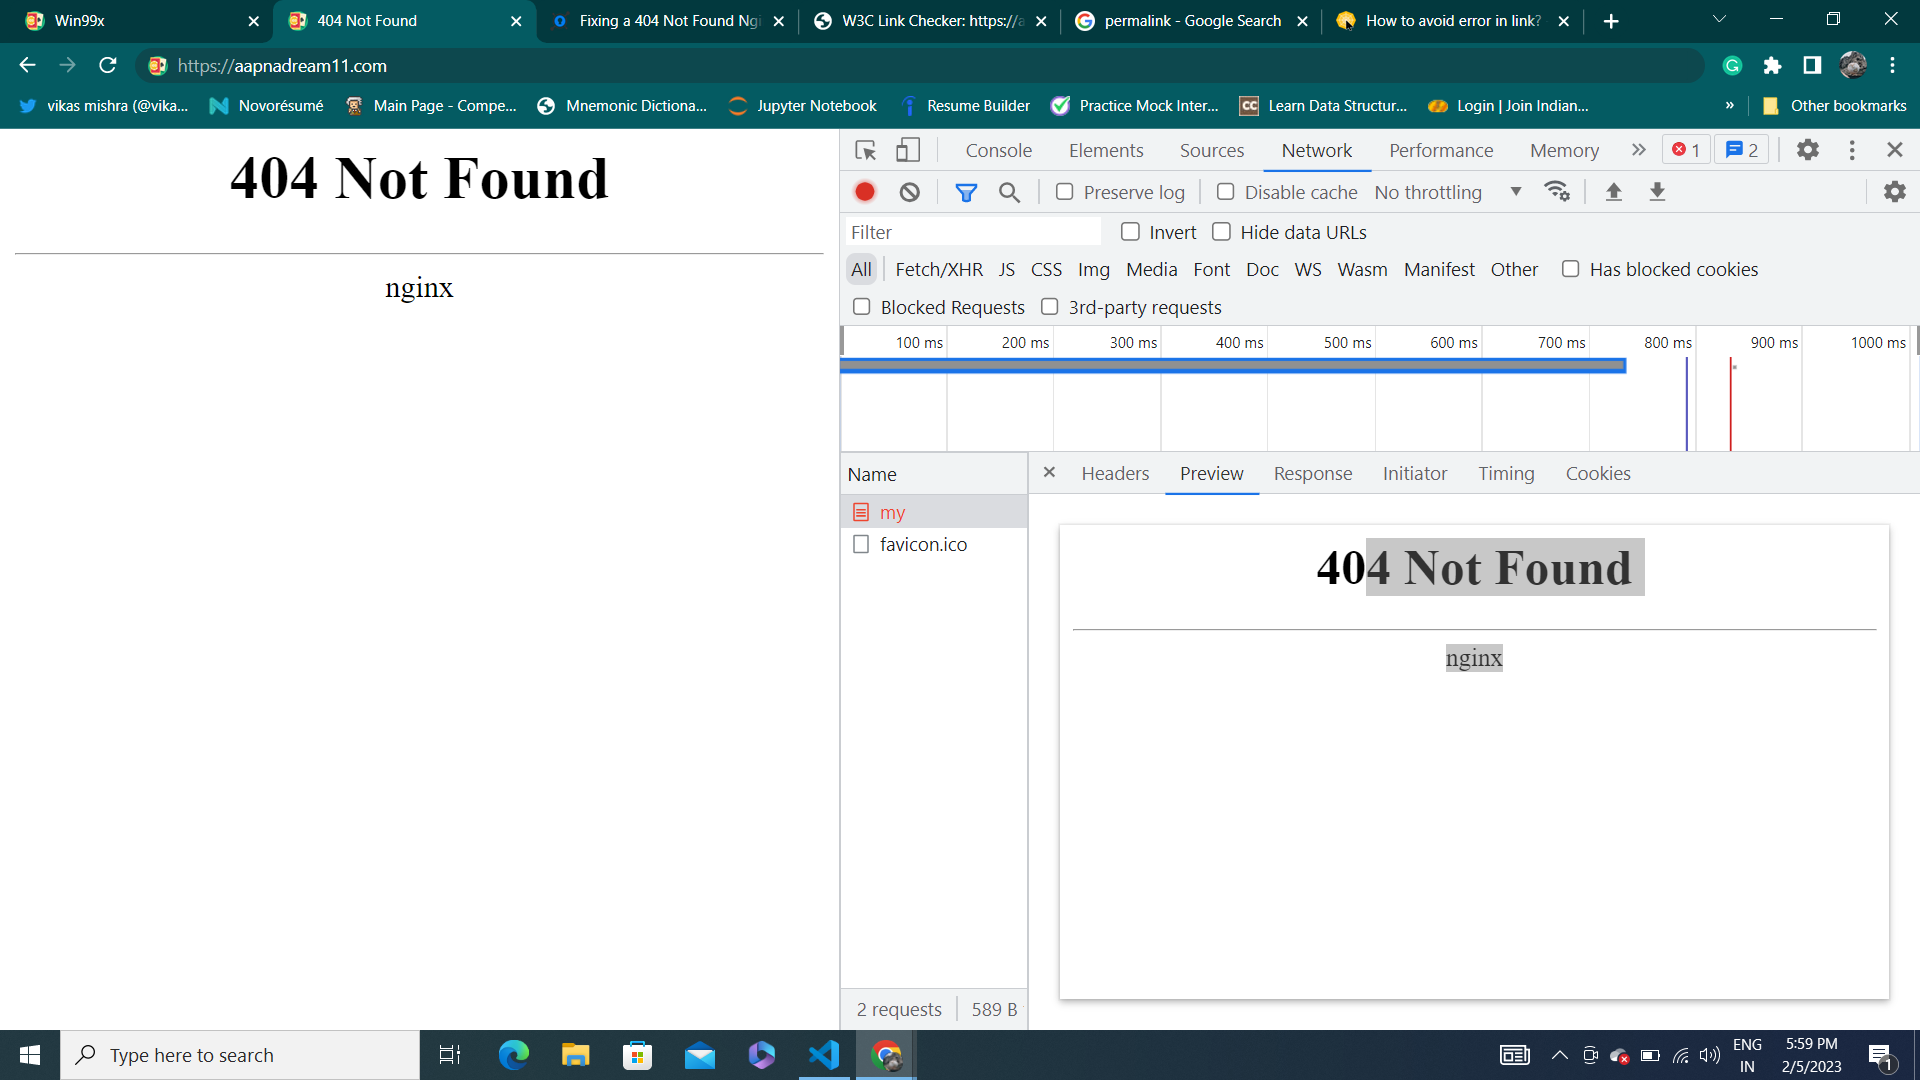 Win99x
404 Not Found
Fixing a 404 Not Found Ngi
W3C Link Checker: https://a
permalink - Google Search
How to avoid error in link?
https://aapnadream11.com
vikas mishra (@vika...
Novorésumé
Main Page - Compe...
Mnemonic Dictiona...
Jupyter Notebook
Resume Builder
Practice Mock Inter...
CC
Learn Data Structur...
Login | Join Indian...
»
Other bookmarks
404 Not Found
nginx
Console
Elements
Sources
Network
Performance
Memory
1
2
Preserve log
Disable cache
No throttling
Filter
Invert
Hide data URLs
All
Fetch/XHR
JS
CSS
Img
Media
Font
Doc
WS
Wasm
Manifest
Other
Has blocked cookies
Blocked Requests
3rd-party requests
100 ms
200 ms
300 ms
400 ms
500 ms
600 ms
700 ms
800 ms
900 ms
1000 ms
Name
Headers
Preview
Response
Initiator
Timing
Cookies
my
favicon.ico
404 Not Found
nginx
2 requests
589 B
Type here to search
ENG
IN
5:59 PM
2/5/2023
1